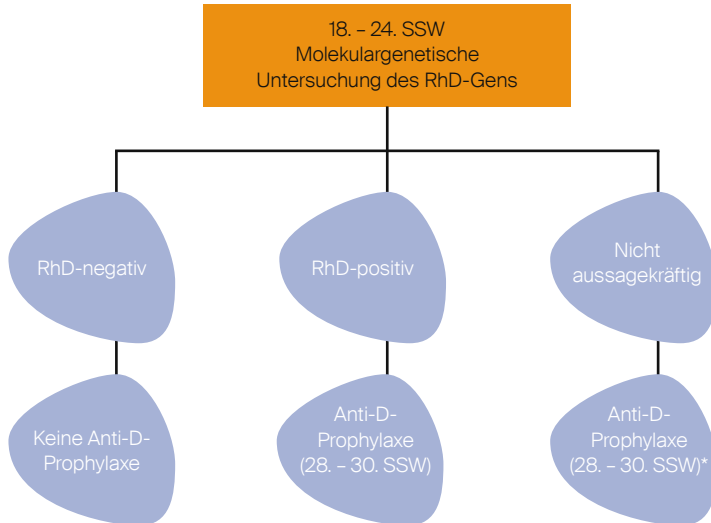 18. – 24. SSW
Molekulargenetische
Untersuchung des RhD-Gens
RhD-negativ
RhD-positiv
Nicht
aussagekräftig
Keine Anti-D-
Prophylaxe
Anti-D-
Prophylaxe
(28. – 30. SSW)
Anti-D-
Prophylaxe
(28. – 30. SSW)*